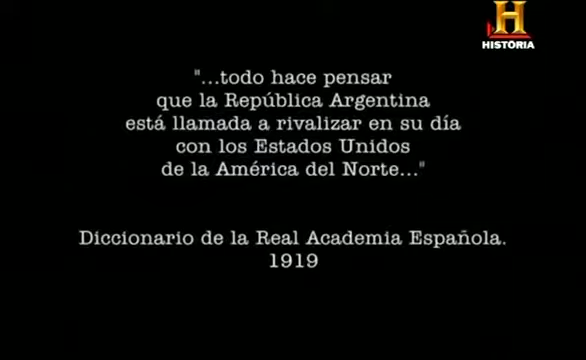 H
HISTORIA
"...todo hace pensar
que la República Argentina
está llamada a rivalizar en su día
con los Estados Unidos
de la América del Norte..."
Diccionario de la Real Academia Española.
1919